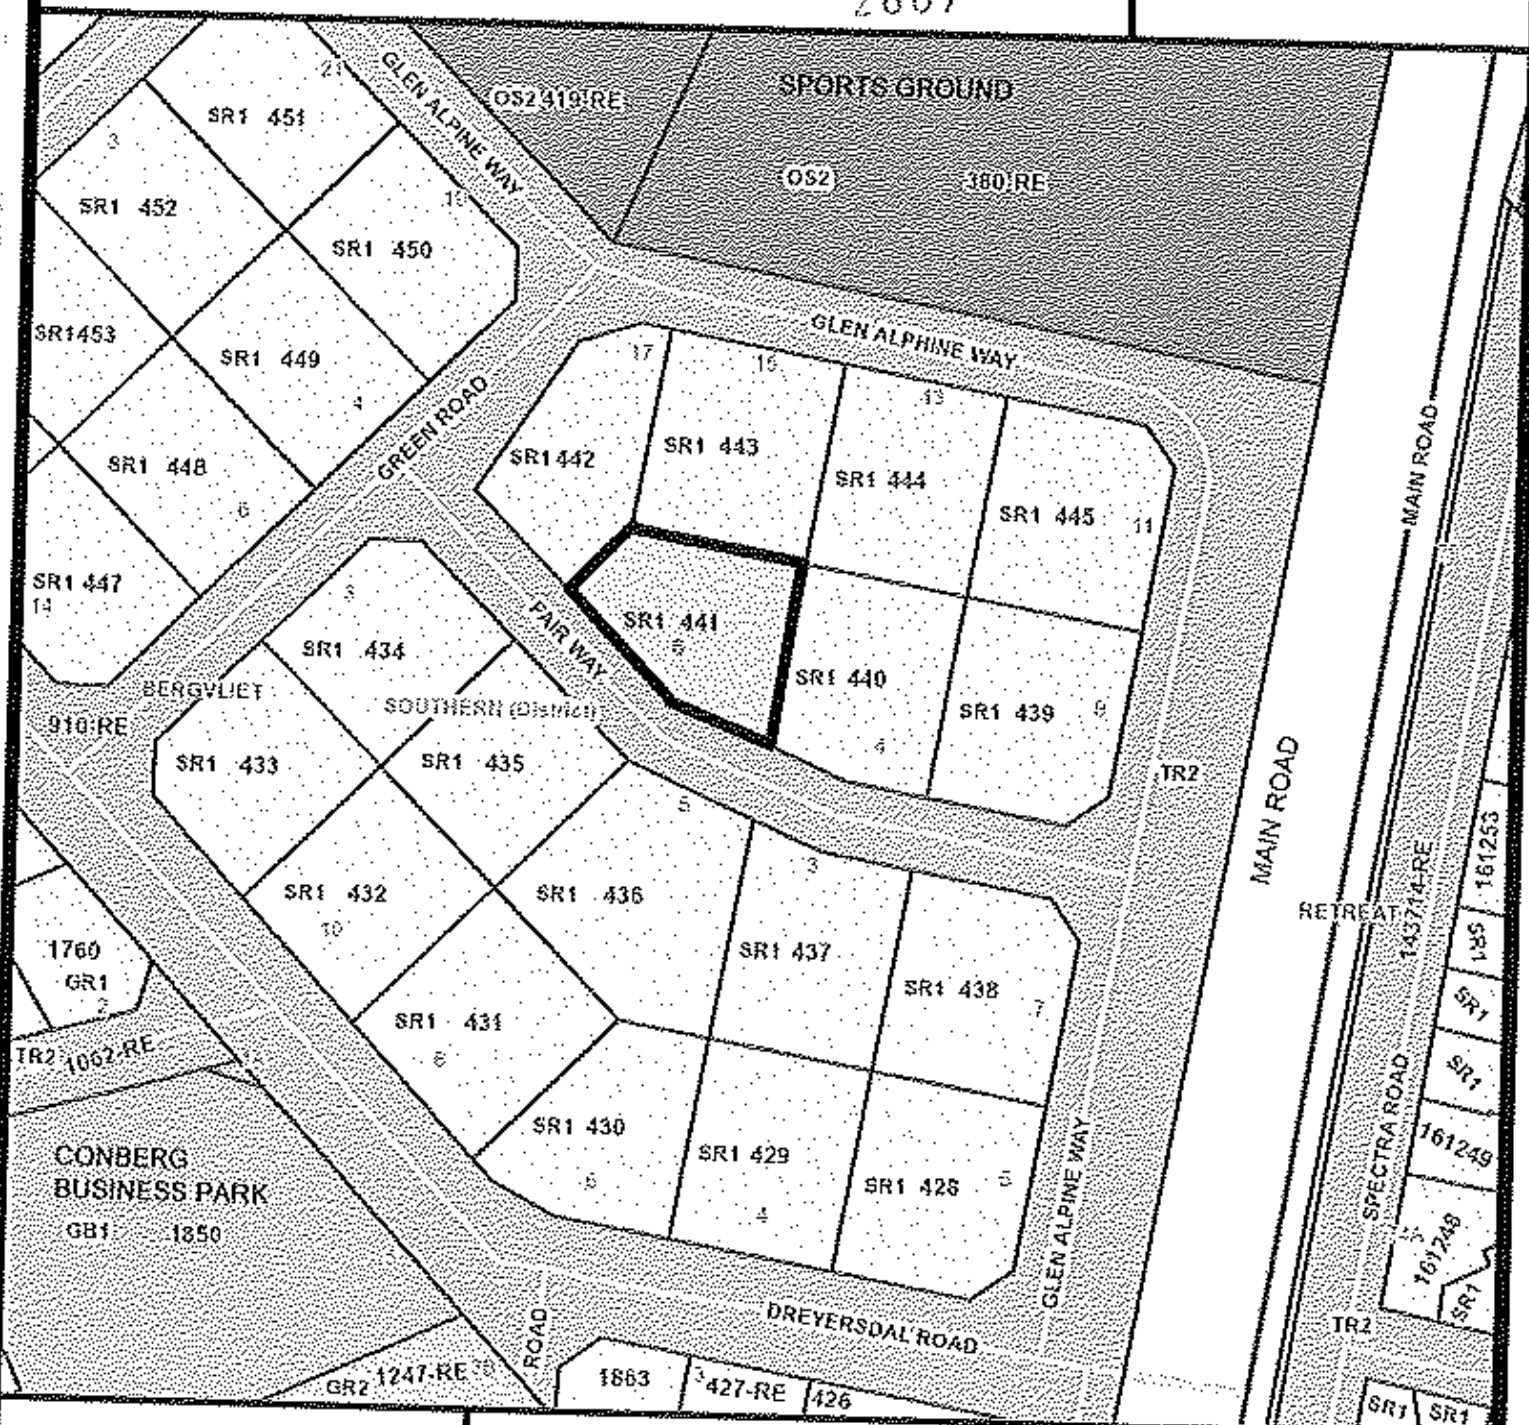 2867
21
GLEN ALPINE WAY
SPORTS GROUND
OS2 419-RE
SR1 451
3
OS2
380-RE
19
SR1 452
SR1 450
GLEN ALPHINE WAY
SR1453
17
15
SR1 449
13
4
GREEN ROAD
MAIN ROAD
SR1 443
SR1442
SR1 448
SR1 444
6
SR1 445
11
SR1 447
14
3
SR1 441
6
FAIR WAY
SR1 434
SR1 440
BERGVLIET
SOUTHERN (District)
SR1 439
9
910-RE
4
SR1 433
SR1 435
TR2
MAIN ROAD
5
161253
3
SR1 432
SR1 436
143714-RE
RETREAT
10
1760
SR1 437
SR1
GR1
SR1 438
2
7
SR1
SR1 431
TR2 1062-RE
8
SR1
SR1 430
161249
CONBERG
BUSINESS PARK
SR1 429
SPECTRA ROAD
6
SR1 428
5
4
GLEN ALPINE WAY
GB1 1850
161248
SR1
DREYERSDAL ROAD
TR2
ROAD
1247-RE
GR2
1863
3
427-RE
426
SR1
SR1